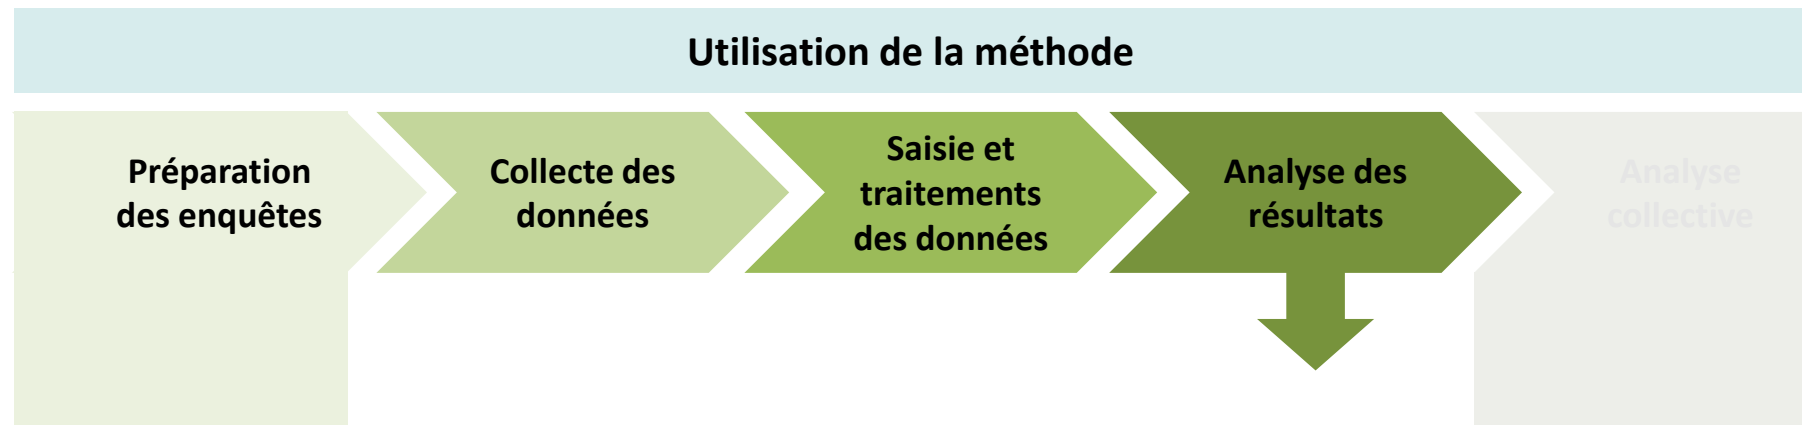 Utilisation de la méthode
Préparation
des enquêtes
Collecte des
données
Saisie et
traitements
des données
Analyse des
résultats
Analyse
collective